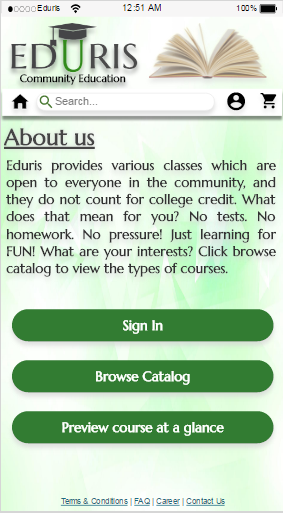 Eduris 12:51 AM 100%
EDURIS
Community Education
Search...
About us
Eduris provides various classes which are
open to everyone in the community, and
they do not count for college credit. What
does that mean for you? No tests. No
homework. No pressure! Just learning for
FUN! What are your interests? Click browse
catalog to view the types of courses.
Sign In
Browse Catalog
Preview course at a glance
Terms & Conditions | FAQ | Career | Contact Us